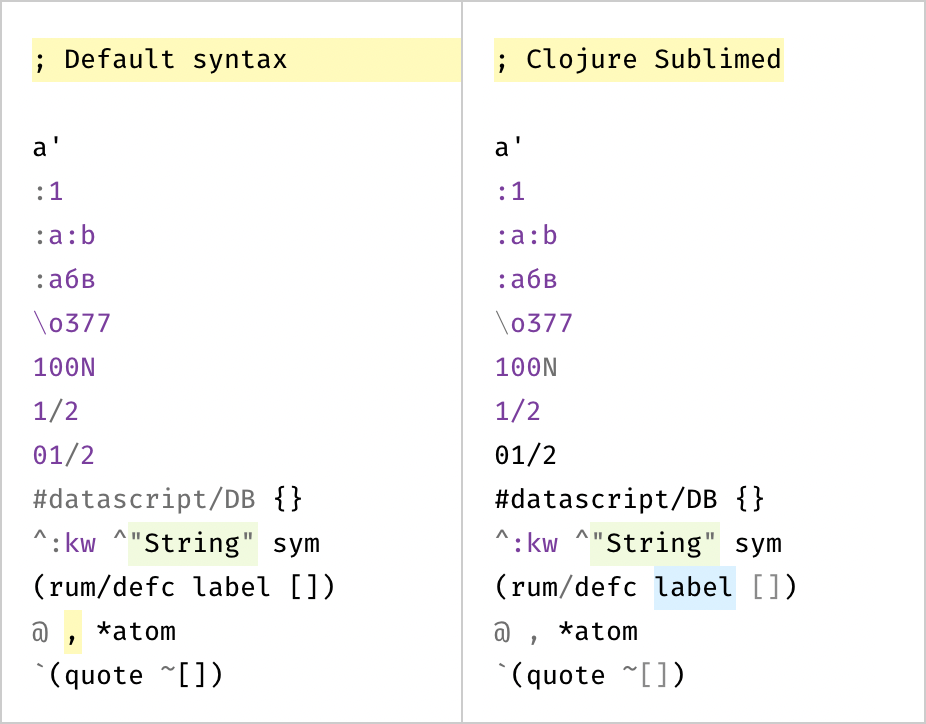 ; Default syntax
a'
:1
:a:b
:абв
\o377
100N
1/2
01/2
#datascript/DB {}
^:kw ^"String" sym
(rum/defc label [])
@ , *atom
`(quote ~[])
; Clojure Sublimed
a'
:1
:a:b
:абв
\o377
100N
1/2
01/2
#datascript/DB {}
^:kw ^"String" sym
(rum/defc label [])
@ , *atom
`(quote ~[])